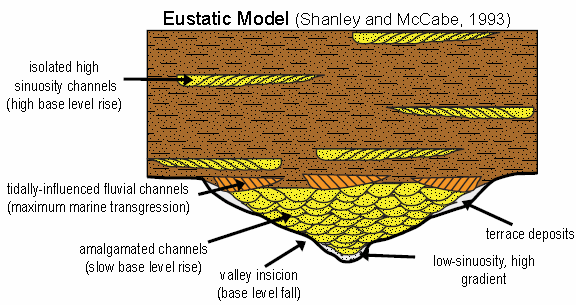 Eustatic Model (Shanley and McCabe, 1993)
isolated high
sinuosity channels
(high base level rise)
tidally-influenced fluvial channels
(maximum marine transgression)
amalgamated channels
(slow base level rise)
valley insicion
(base level fall)
low-sinuosity, high
gradient
terrace deposits